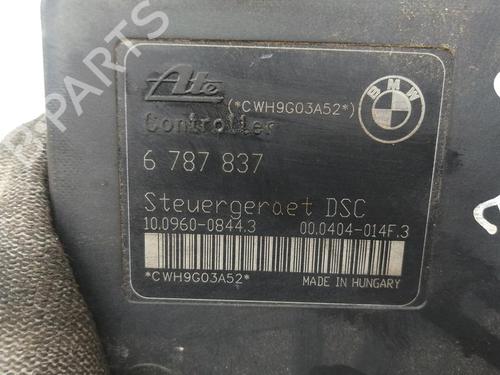 Ate
(*CWH9G03A52*)
BMW
Controller
6 787 837
Steuergeraet DSC
10.0960-0844.3
00.0404-014F.3
*CWH9G03A52*
MADE IN HUNGARY
B-PARTS